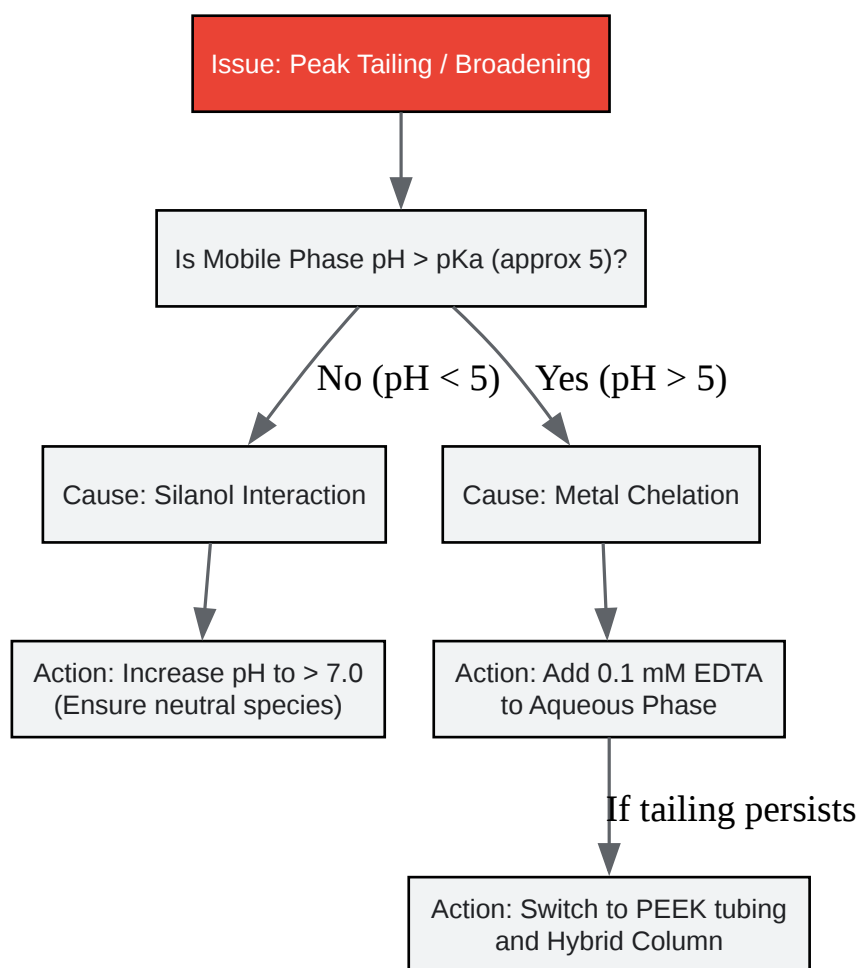 Issue: Peak Tailing / Broadening
Is Mobile Phase pH > pKa (approx 5)?
No (pH < 5)
Yes (pH > 5)
Cause: Silanol Interaction
Cause: Metal Chelation
Action: Increase pH to > 7.0
(Ensure neutral species)
Action: Add 0.1 mM EDTA
to Aqueous Phase
If tailing persists
Action: Switch to PEEK tubing
and Hybrid Column